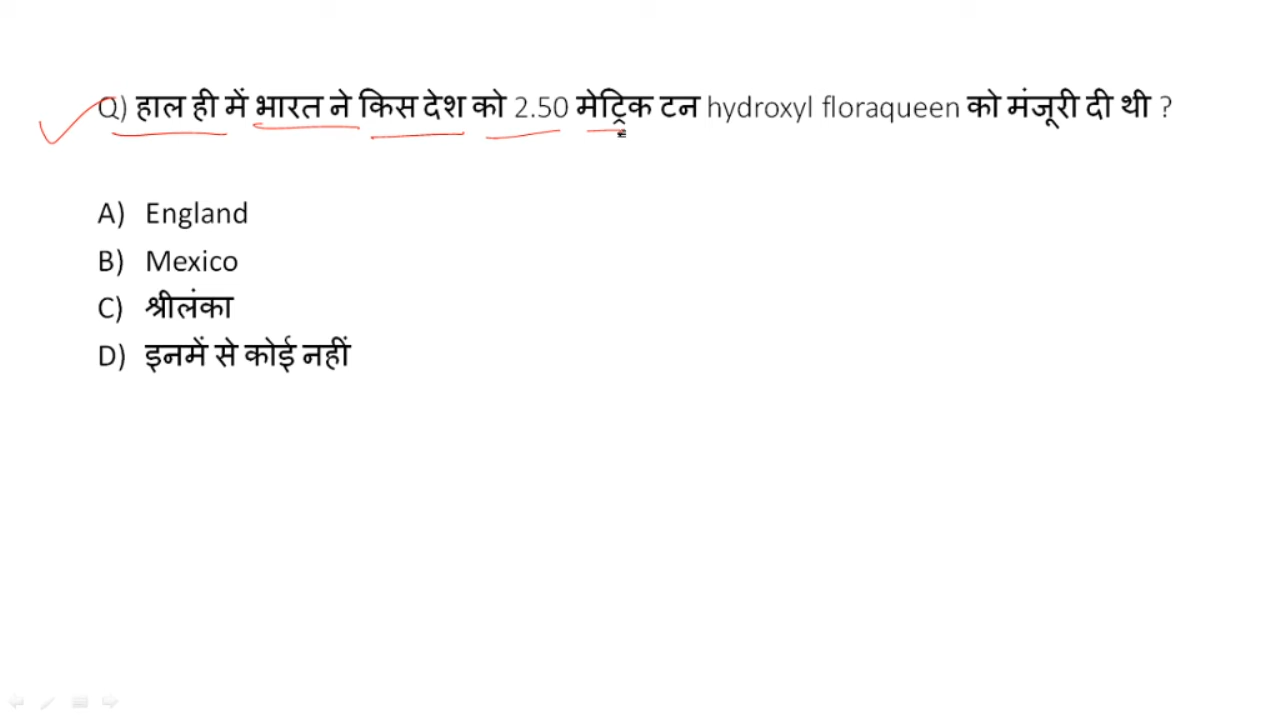 Q) हाल ही में भारत ने किस देश को 2.50 मेट्रिक टन hydroxyl floraqueen को मंजूरी दी थी ?
A) England
B) Mexico
C) श्रीलंका
D) इनमें से कोई नहीं